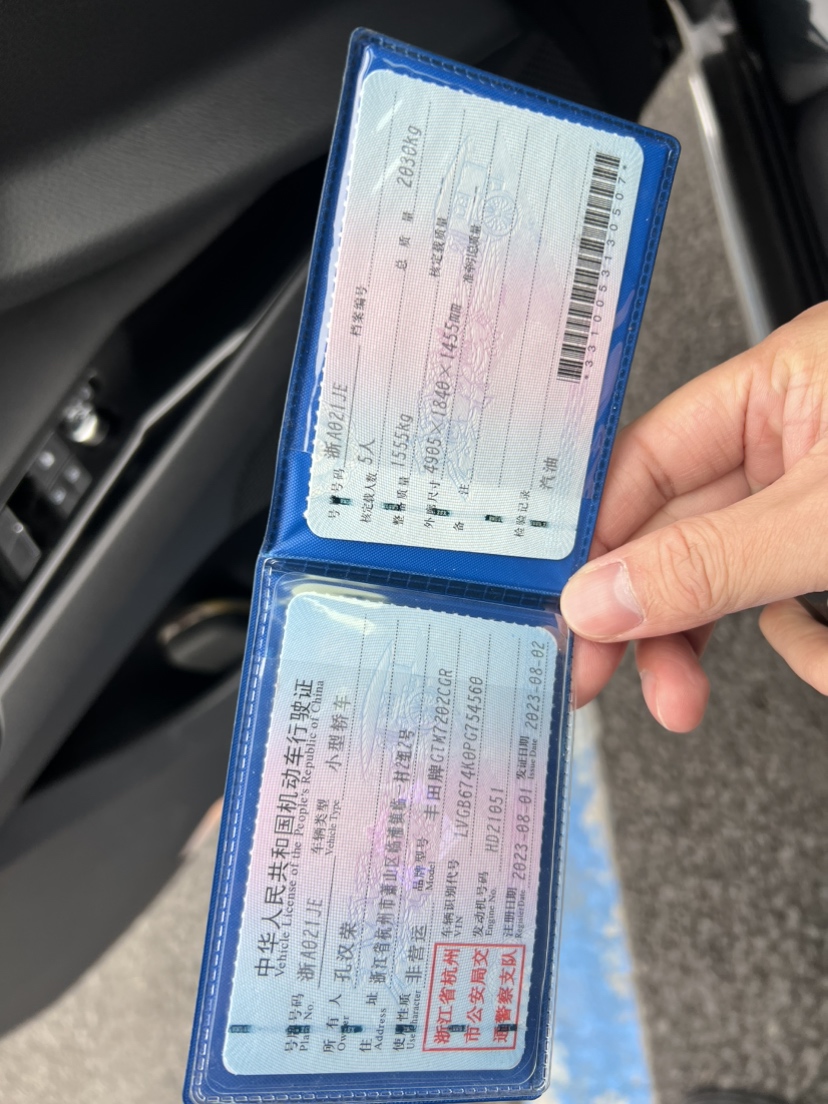 中华人民共和国机动车行驶证
Vehicle License of the People's Republic of China
号牌号码 浙A021JE 车辆类型 小型轿车
Plate No. Vehicle Type
所有人 孔汉荣
Owner
住址 浙江省杭州市萧山区 村2组2号
Address
使用性质 非营运 品牌型号 丰田牌GTM7202CGR
Use Character Model
浙江省杭州
市公安局交
通警察支队
车辆识别代号 LVGB674K0PG754560
VIN
发动机号码 HD21051
Engine No.
注册日期 2023-08-01 发证日期 2023-08-02
Register Date Issue Date
号牌号码 浙A021JE 档案编号
核定载人数 5人 总质量 2030kg
整备质量 1555kg 核定载质量
外廓尺寸 4905×1840×1455mm 准牵引总质量
备注
检验记录 汽油
*3310053130507*